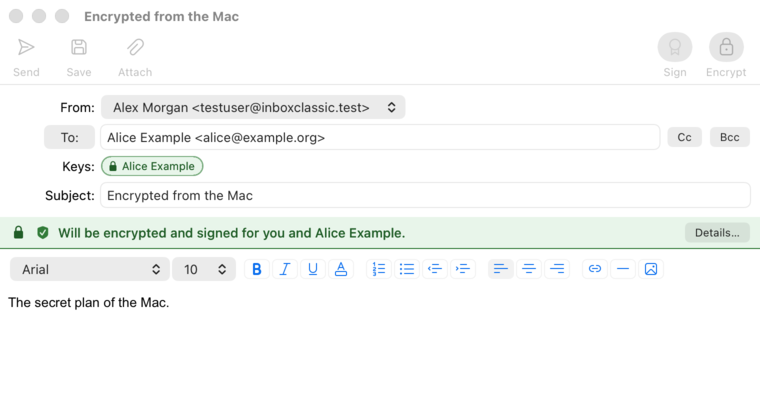 Encrypted from the Mac
Send Save Attach Sign Encrypt
From: Alex Morgan <testuser@inboxclassic.test>
To: Alice Example <alice@example.org> Cc Bcc
Keys: Alice Example
Subject: Encrypted from the Mac
Will be encrypted and signed for you and Alice Example. Details...
Arial 10 B I U A
The secret plan of the Mac.